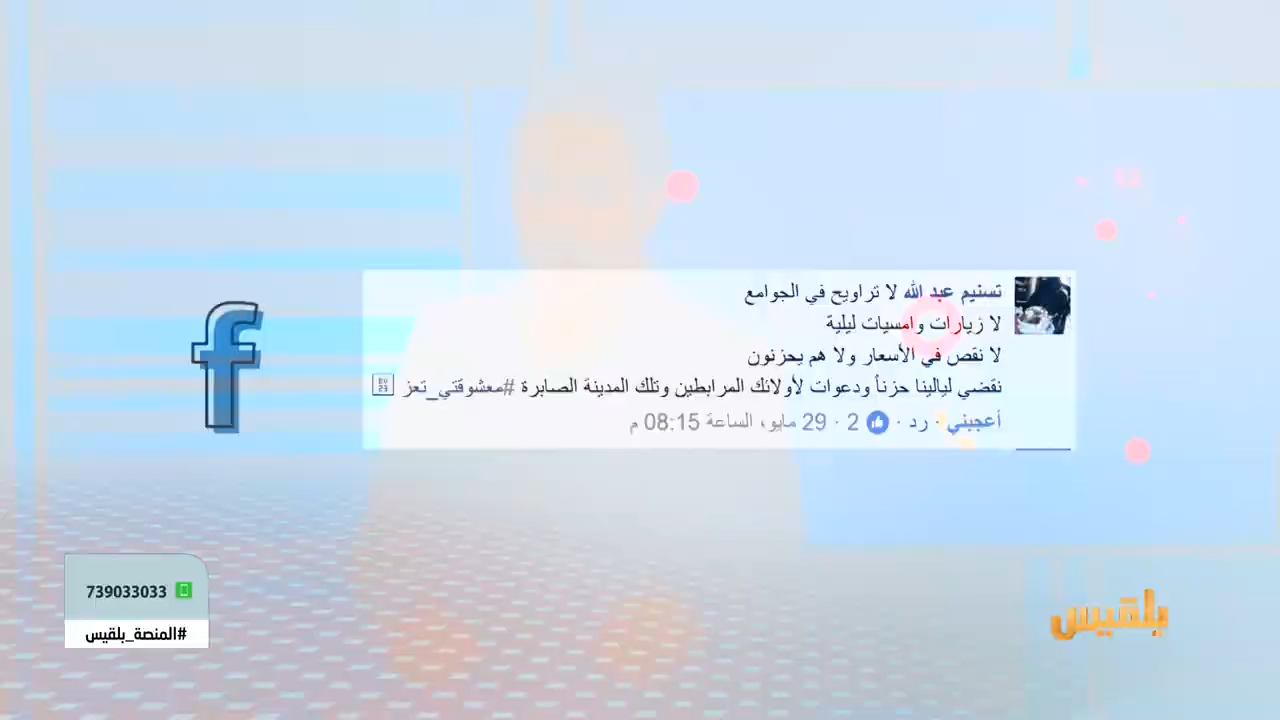 تسنيم عبد الله لا تراويح في الجوامع
لا زيارات وامسيات ليلية
لا نقص في الأسعار ولا هم يحزنون
نقضي ليالينا حزناً ودعوات لأولائك المرابطين وتلك المدينة الصابرة #معشوقتي_تعز
أعجبني · رد · 2 · 29 مايو، الساعة 08:15 م
739033033
#المنصة_بلقيس
بلقيس